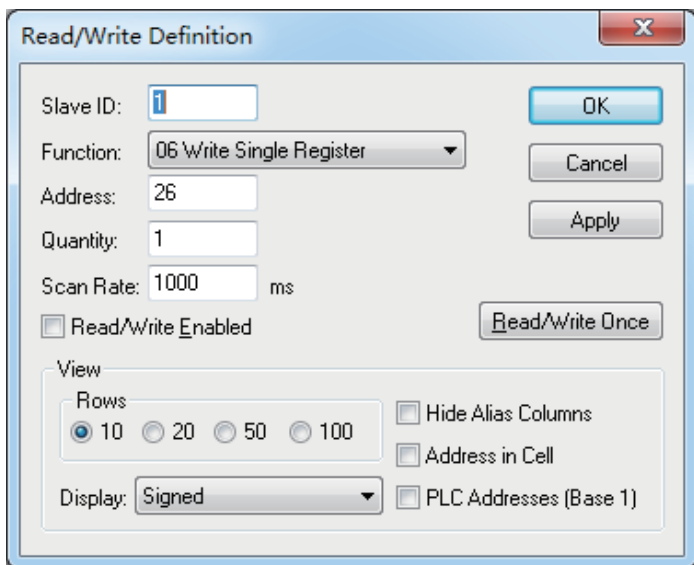 Read/Write Definition
Slave ID: 1
OK
Function: 06 Write Single Register
Cancel
Address: 26
Apply
Quantity: 1
Scan Rate: 1000 ms
Read/Write Enabled
Read/Write Once
View
Rows
10 20 50 100
Hide Alias Columns
Address in Cell
Display: Signed
PLC Addresses (Base 1)